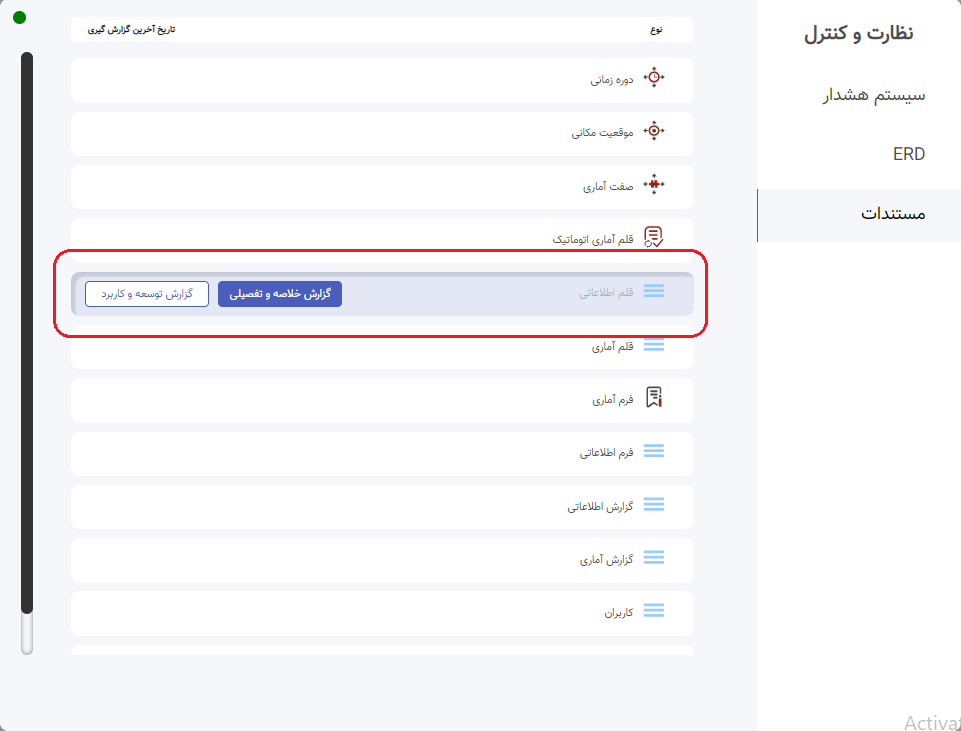 نظارت و کنترل
سیستم هشدار
ERD
مستندات
نوع تاریخ آخرین گزارش گیری
دوره زمانی
موقعیت مکانی
صفت آماری
قلم آماری اتوماتیک
قلم اطلاعاتی گزارش خلاصه و تفصیلی گزارش توسعه و کاربرد
قلم آماری
فرم آماری
فرم اطلاعاتی
گزارش اطلاعاتی
گزارش آماری
کاربران